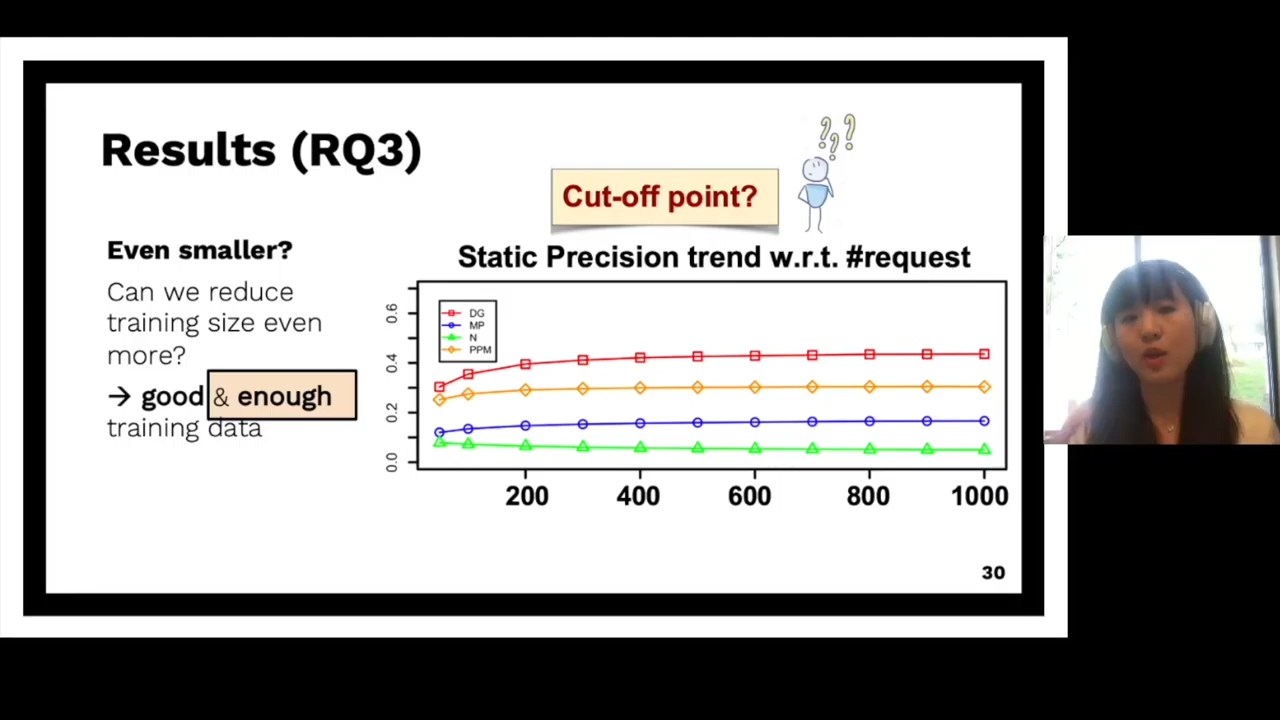 Results (RQ3)
???
Cut-off point?
Even smaller?
Can we reduce
training size even
more?
→ good & enough
training data
Static Precision trend w.r.t. #request
0.6
0.4
0.2
0.0
DG
MP
N
PPM
200 400 600 800 1000
30